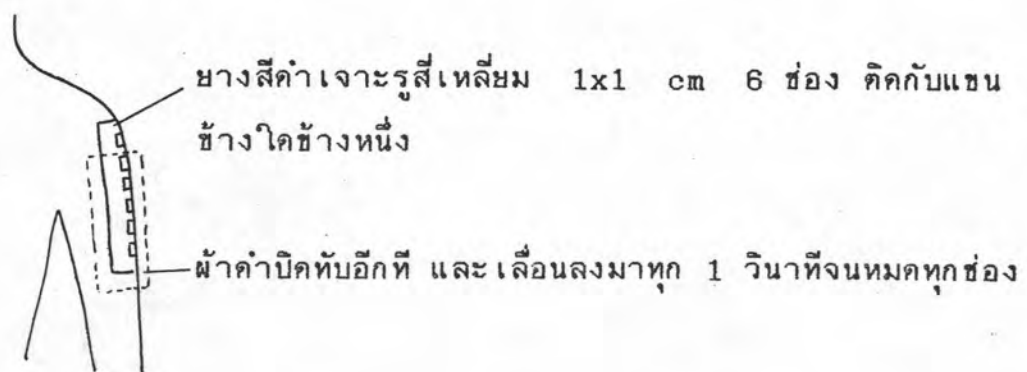 ยางสีดำเจาะรูสี่เหลี่ยม 1x1 cm 6 ช่อง ติดกับแขน
ข้างใดข้างหนึ่ง
ผ้าดำปิดทับอีกที และเลื่อนลงมาทุก 1 วินาทีจนหมดทุกช่อง